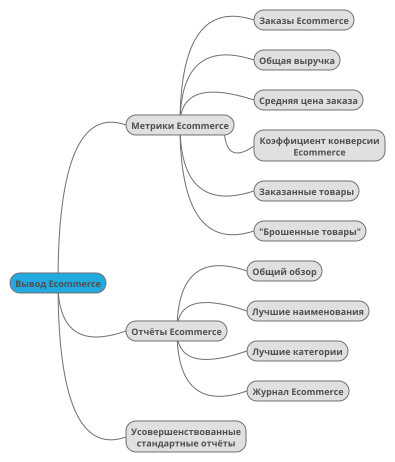 Заказы Ecommerce
Общая выручка
Средняя цена заказа
Метрики Ecommerce
Коэффициент конверсии
Ecommerce
Заказанные товары
"Брошенные товары"
Вывод Ecommerce
Общий обзор
Лучшие наименования
Отчёты Ecommerce
Лучшие категории
Журнал Ecommerce
Усовершенствованные
стандартные отчёты